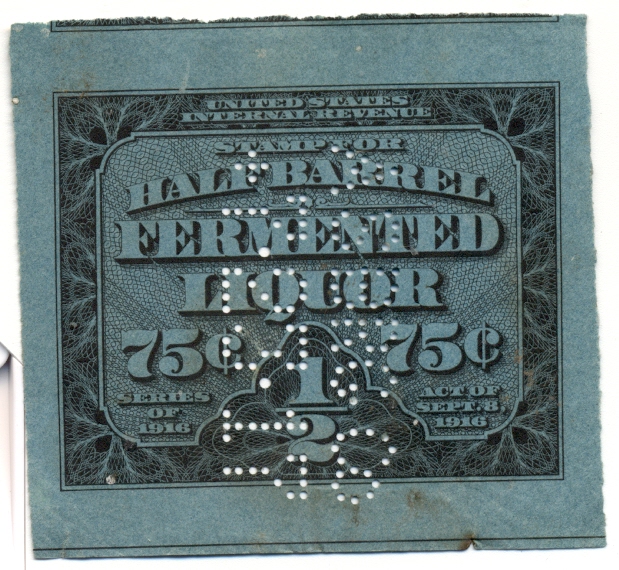 UNITED STATES
INTERNAL REVENUE
STAMP FOR
HALF BARREL
OF
FERMENTED
LIQUOR
75¢ 75¢
1/2
SERIES
OF
1916
ACT OF
SEPT. 8
1916